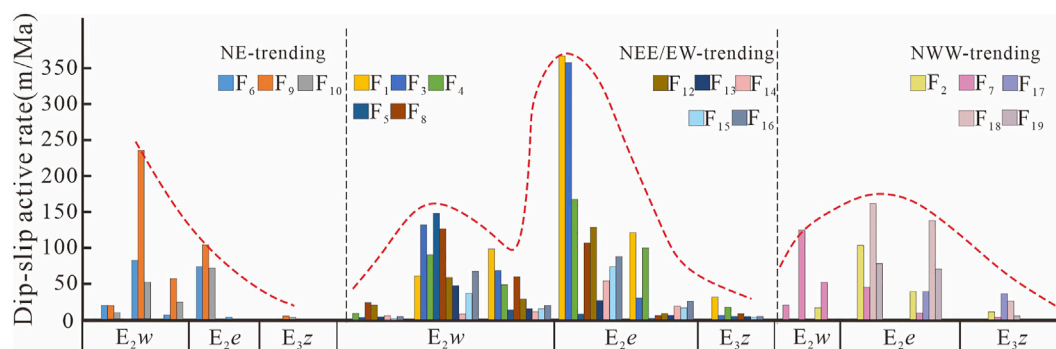 Dip-slip active rate(m/Ma)
350
300
250
200
150
100
50
0
NE-trending
F6 F9 F10
NEE/EW-trending
F1 F3 F4
F5 F8
F12 F13 F14
F15 F16
NWW-trending
F2 F7 F17
F18 F19
E2w E2e E3z E2w E2e E3z E2w E2e E3z